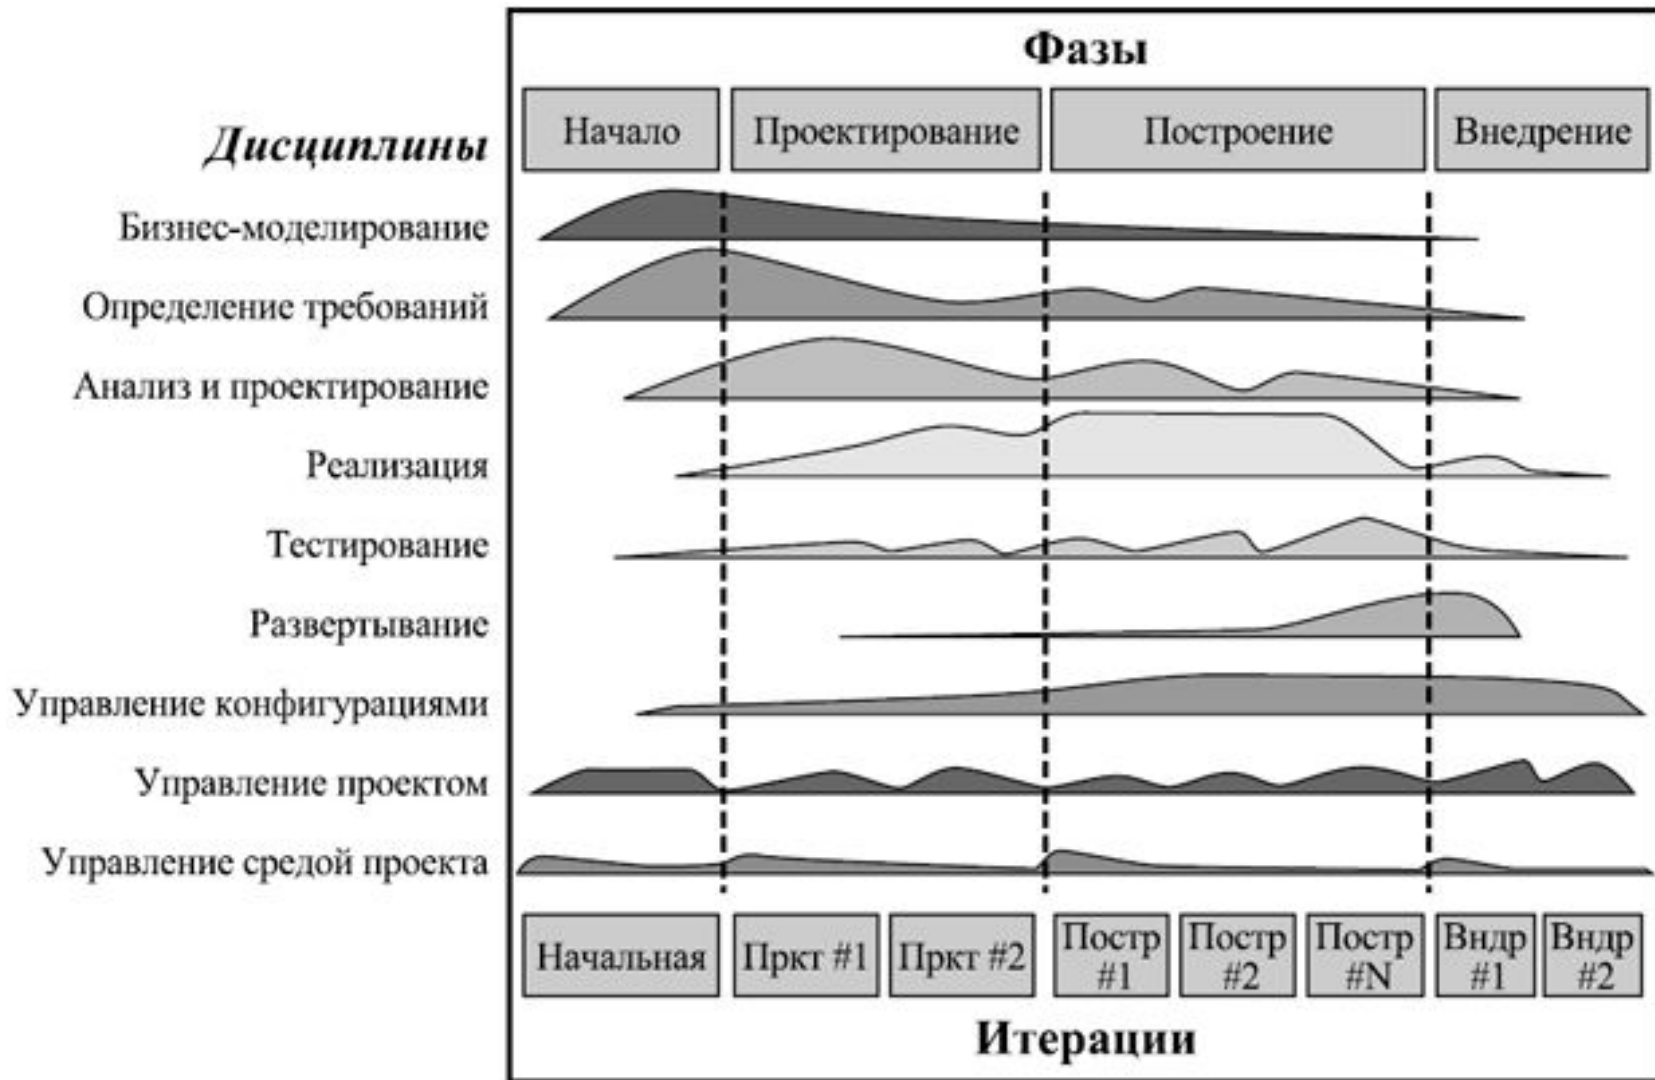 Фазы
Дисциплины
Начало
Проектирование
Построение
Внедрение
Бизнес-моделирование
Определение требований
Анализ и проектирование
Реализация
Тестирование
Развертывание
Управление конфигурациями
Управление проектом
Управление средой проекта
Начальная
Пркт #1
Пркт #2
Постр
#1
Постр
#2
Постр
#N
Вндр
#1
Вндр
#2
Итерации